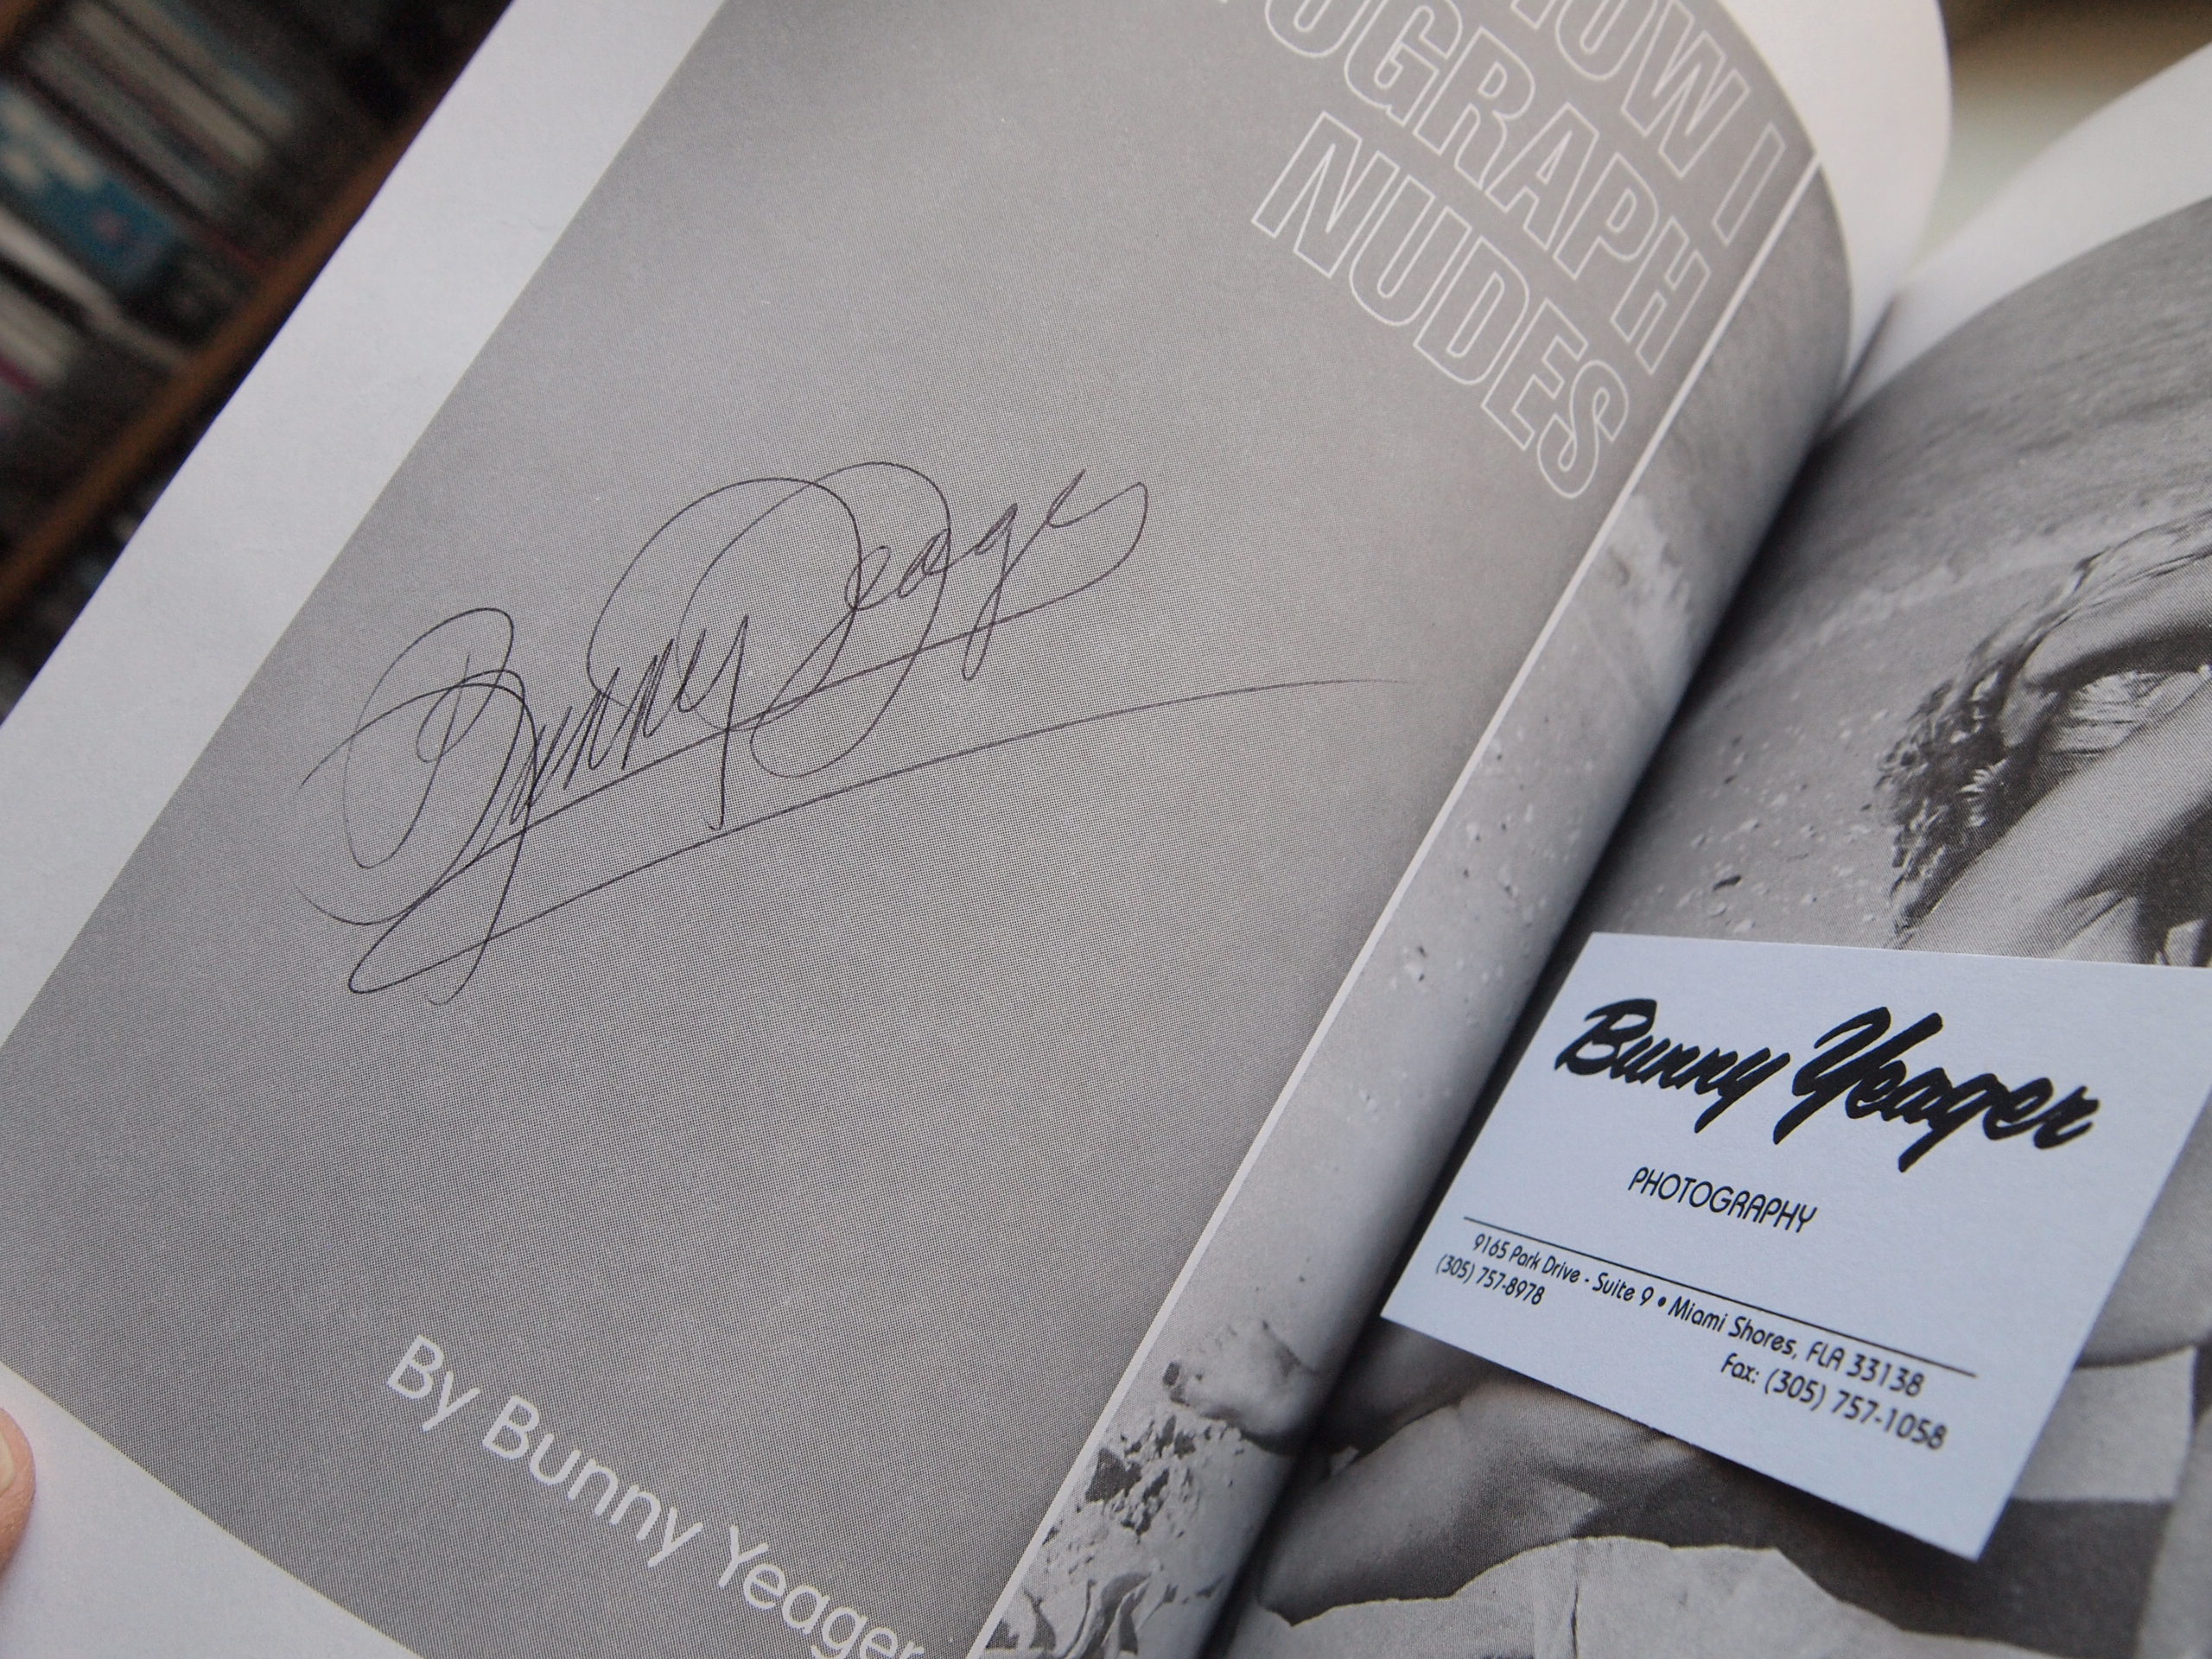 HOW I
OGRAPH
NUDES
Bunny Yeager
By Bunny Yeager
Bunny Yeager
PHOTOGRAPHY
9165 Park Drive - Suite 9 • Miami Shores, FLA 33138
(305) 757-8978
Fax: (305) 757-1058